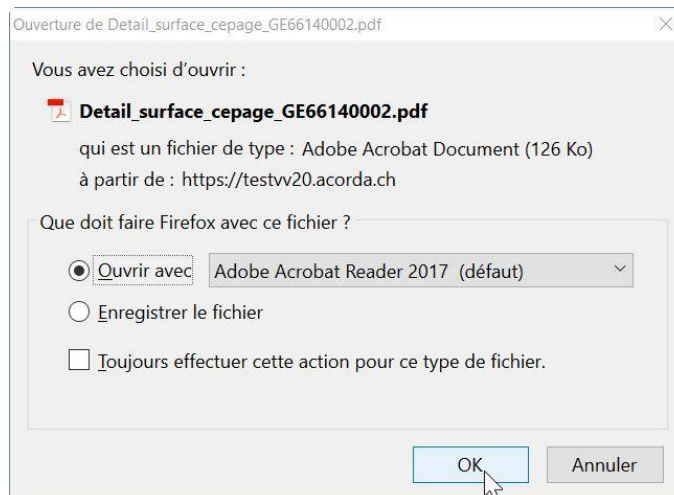 Ouverture de Detail_surface_cepage_GE66140002.pdf
Vous avez choisi d'ouvrir :
Detail_surface_cepage_GE66140002.pdf
qui est un fichier de type : Adobe Acrobat Document (126 Ko)
à partir de : https://testvv20.acorda.ch
Que doit faire Firefox avec ce fichier ?
Ouvrir avec Adobe Acrobat Reader 2017 (défaut)
Enregistrer le fichier
Toujours effectuer cette action pour ce type de fichier.
OK Annuler